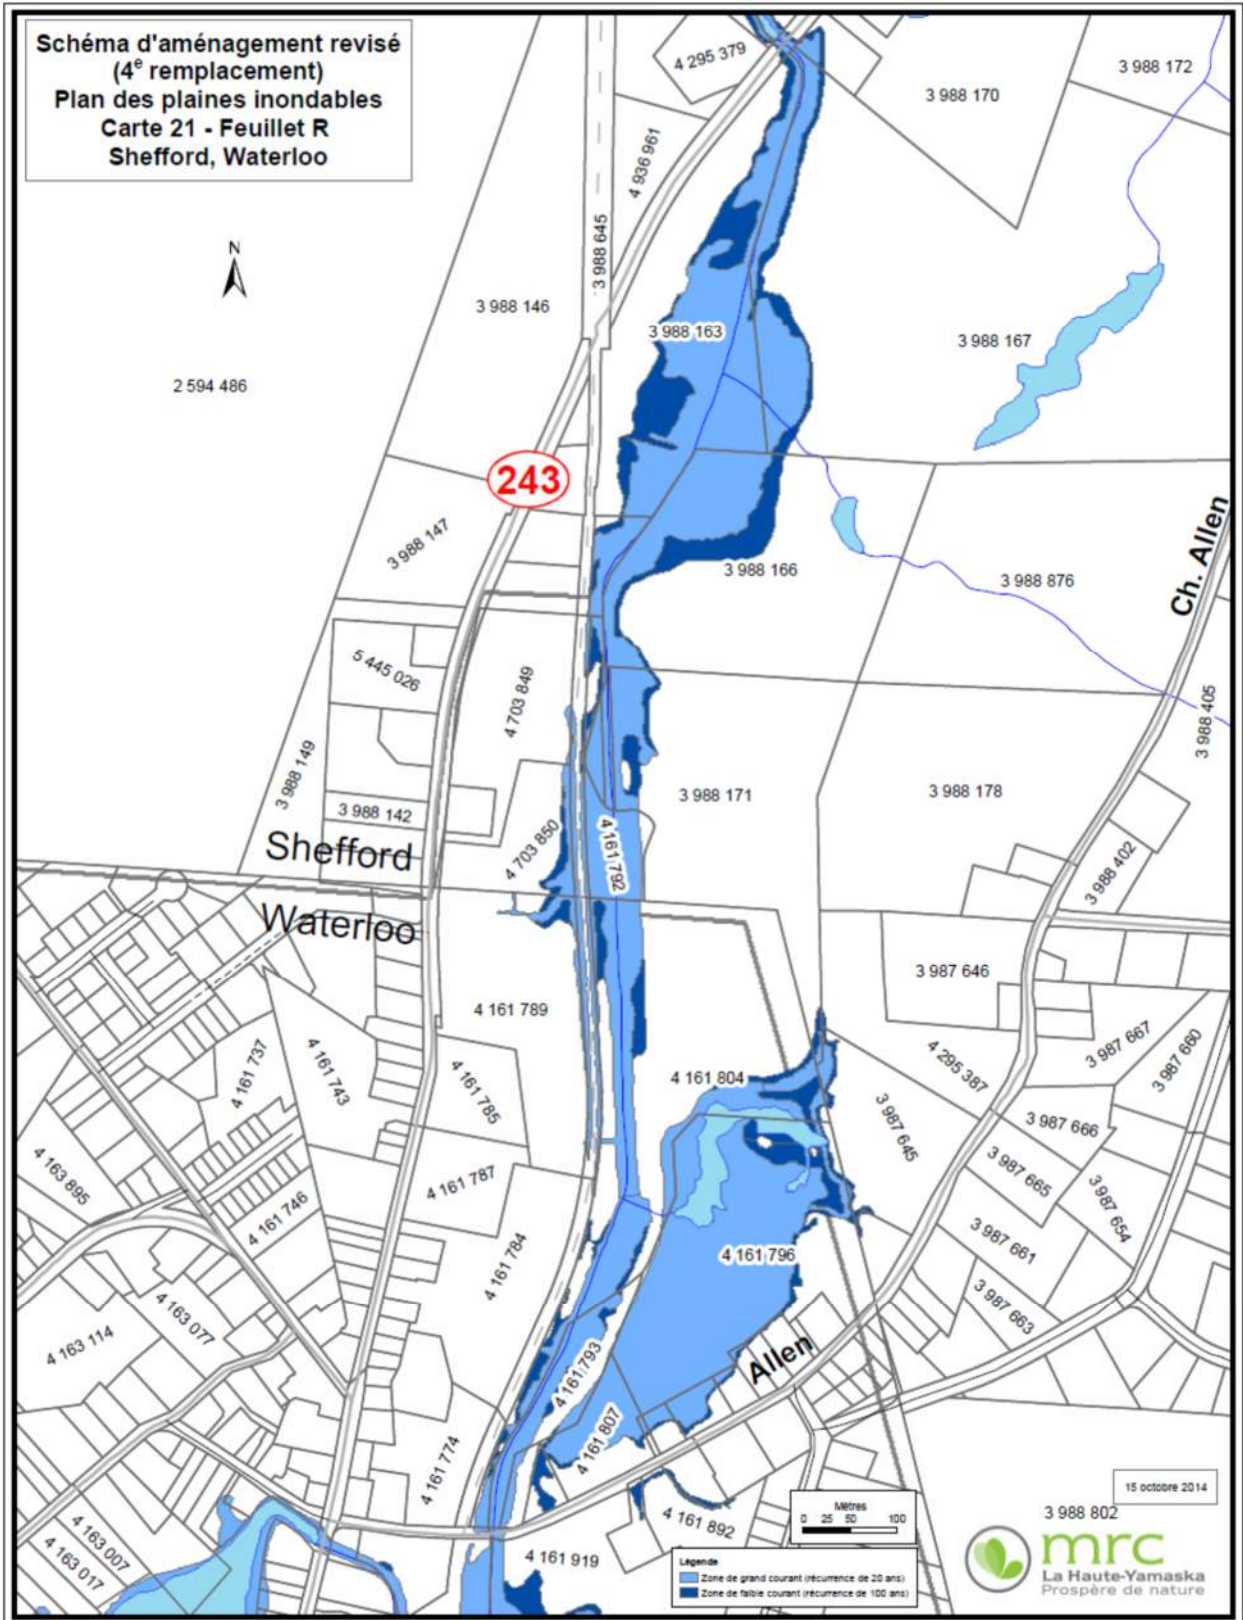 Schéma d'aménagement revisé
(4e remplacement)
Plan des plaines inondables
Carte 21 - Feuillet R
Shefford, Waterloo
N
4 295 379
3 988 172
3 988 170
4 936 961
3 988 645
3 988 146
3 988 163
3 988 167
2 594 486
243
3 988 147
3 988 166
3 988 876
Ch. Allen
5 445 026
4 703 849
3 988 405
3 988 149
3 988 142
3 988 171
3 988 178
4 703 850
4 161 792
3 988 402
Shefford
Waterloo
3 987 646
4 161 789
4 161 737
4 161 743
4 161 785
4 161 804
4 295 387
3 987 667
3 987 660
3 987 645
3 987 666
4 163 895
4 161 787
3 987 665
3 987 654
4 161 746
4 161 784
4 161 796
3 987 661
3 987 663
4 163 077
4 163 114
4 161 793
Allen
4 161 807
4 161 774
15 octobre 2014
3 988 802
4 161 892
Mètres
0 25 50 100
4 163 007
4 163 017
4 161 919
Légende
Zone de grand courant (récurrence de 20 ans)
Zone de faible courant (récurrence de 100 ans)
mrc
La Haute-Yamaska
Prospère de nature